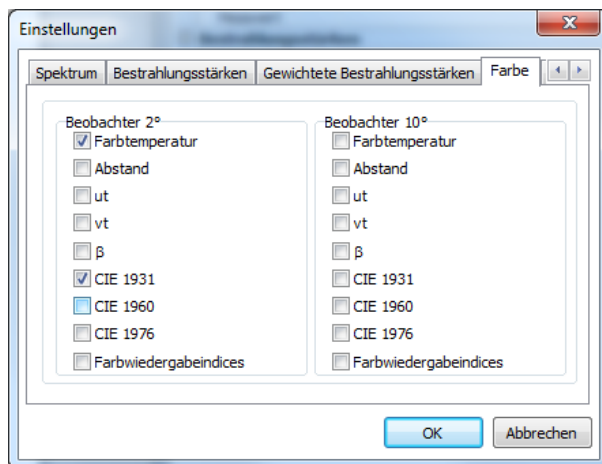 Einstellungen
Spektrum Bestrahlungsstärken Gewichtete Bestrahlungsstärken Farbe
Beobachter 2°
Farbtemperatur
Abstand
ut
vt
β
CIE 1931
CIE 1960
CIE 1976
Farbwiedergabeindices
Beobachter 10°
Farbtemperatur
Abstand
ut
vt
β
CIE 1931
CIE 1960
CIE 1976
Farbwiedergabeindices
OK Abbrechen